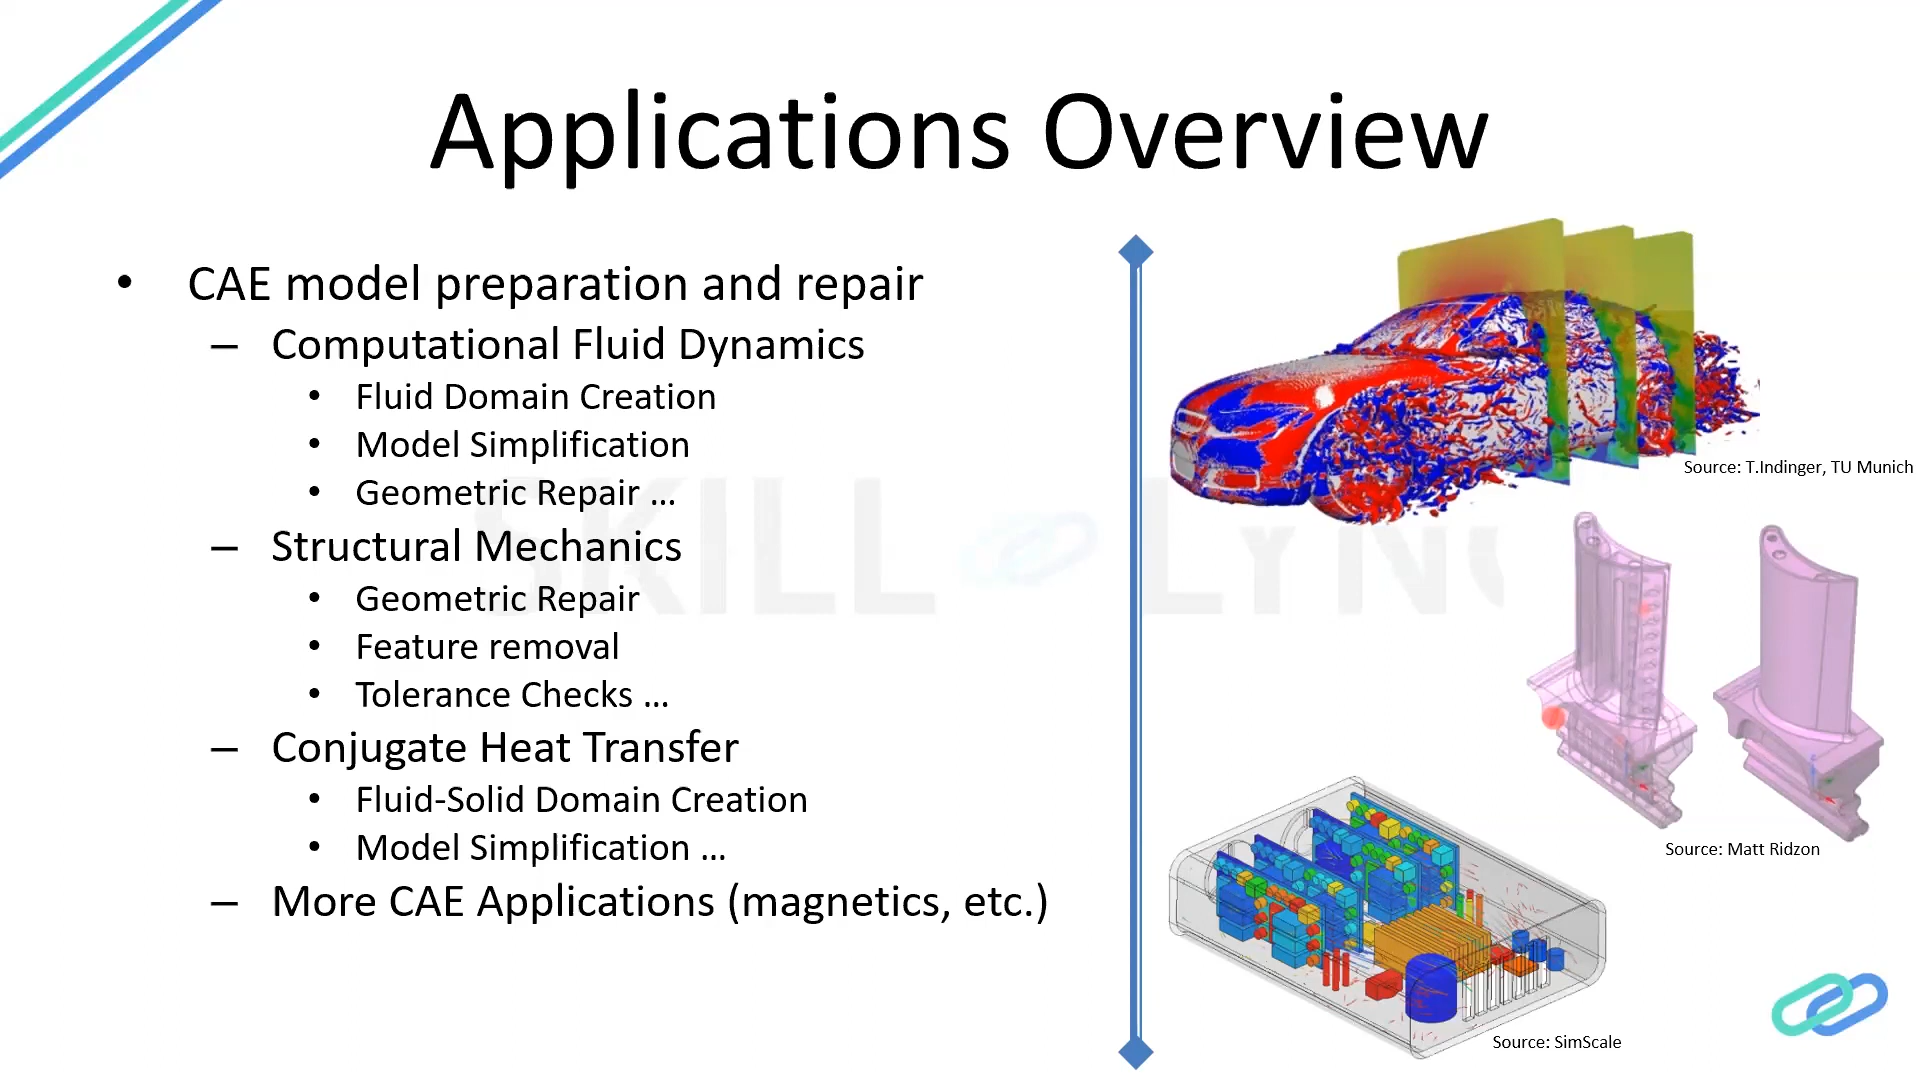 Applications Overview
• CAE model preparation and repair
– Computational Fluid Dynamics
• Fluid Domain Creation
• Model Simplification
• Geometric Repair ...
– Structural Mechanics
• Geometric Repair
• Feature removal
• Tolerance Checks ...
– Conjugate Heat Transfer
• Fluid-Solid Domain Creation
• Model Simplification ...
– More CAE Applications (magnetics, etc.)
Source: T.Indinger, TU Munich
Source: Matt Ridzon
Source: SimScale
SKILL LYNC